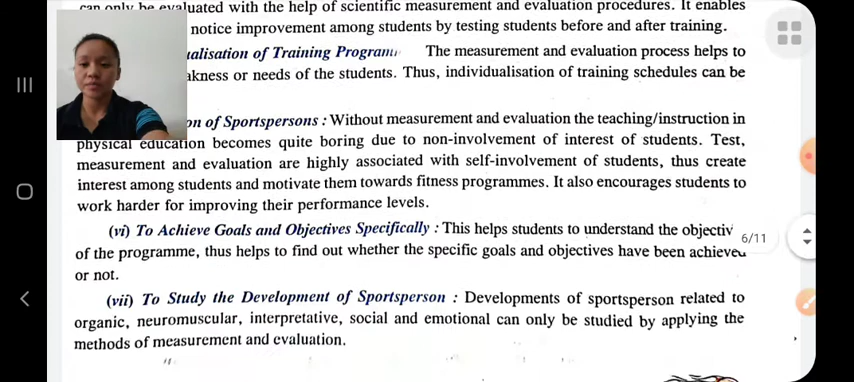 can only be evaluated with the help of scientific measurement and evaluation procedures. It enables
notice improvement among students by testing students before and after training.
alisation of Training Program The measurement and evaluation process helps to
akness or needs of the students. Thus, individualisation of training schedules can be
on of Sportspersons : Without measurement and evaluation the teaching/instruction in
physical education becomes quite boring due to non-involvement of interest of students. Test,
measurement and evaluation are highly associated with self-involvement of students, thus create
interest among students and motivate them towards fitness programmes. It also encourages students to
work harder for improving their performance levels.
(vi) To Achieve Goals and Objectives Specifically : This helps students to understand the objectiv
6/11
of the programme, thus helps to find out whether the specific goals and objectives have been achieved
or not.
(vii) To Study the Development of Sportsperson : Developments of sportsperson related to
organic, neuromuscular, interpretative, social and emotional can only be studied by applying the
methods of measurement and evaluation.